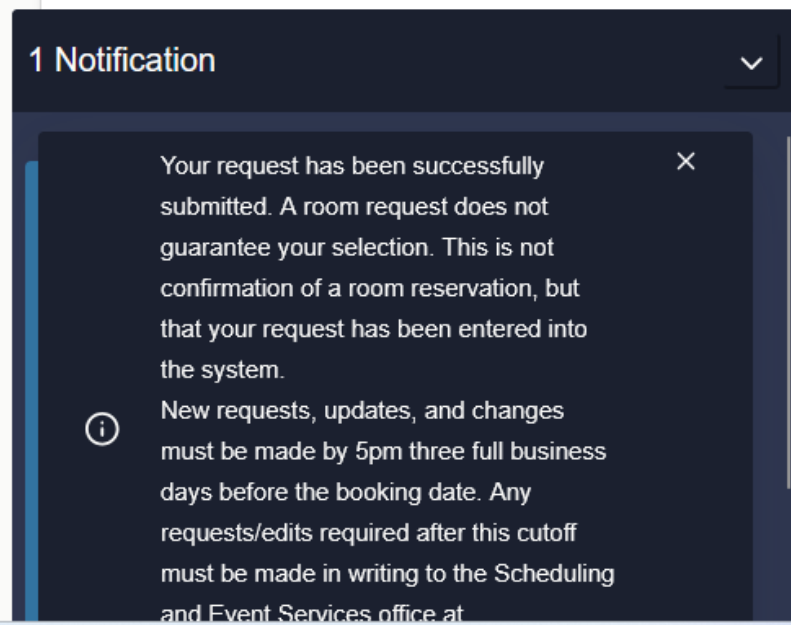 1 Notification
Your request has been successfully
submitted. A room request does not
guarantee your selection. This is not
confirmation of a room reservation, but
that your request has been entered into
the system.
New requests, updates, and changes
must be made by 5pm three full business
days before the booking date. Any
requests/edits required after this cutoff
must be made in writing to the Scheduling
and Event Services office at